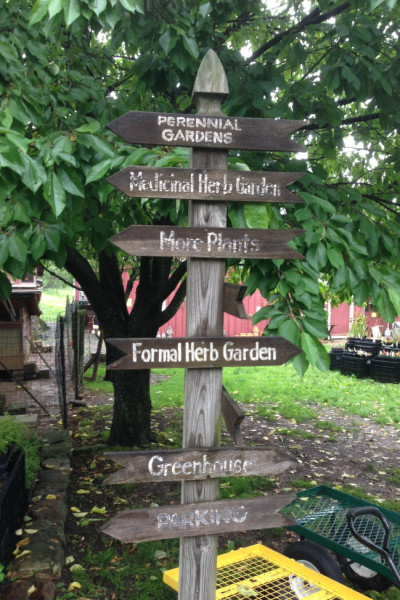 PERENNIAL
GARDENS
Medicinal Herb Garden
More Plants
Formal Herb Garden
Greenhouse
PARKING